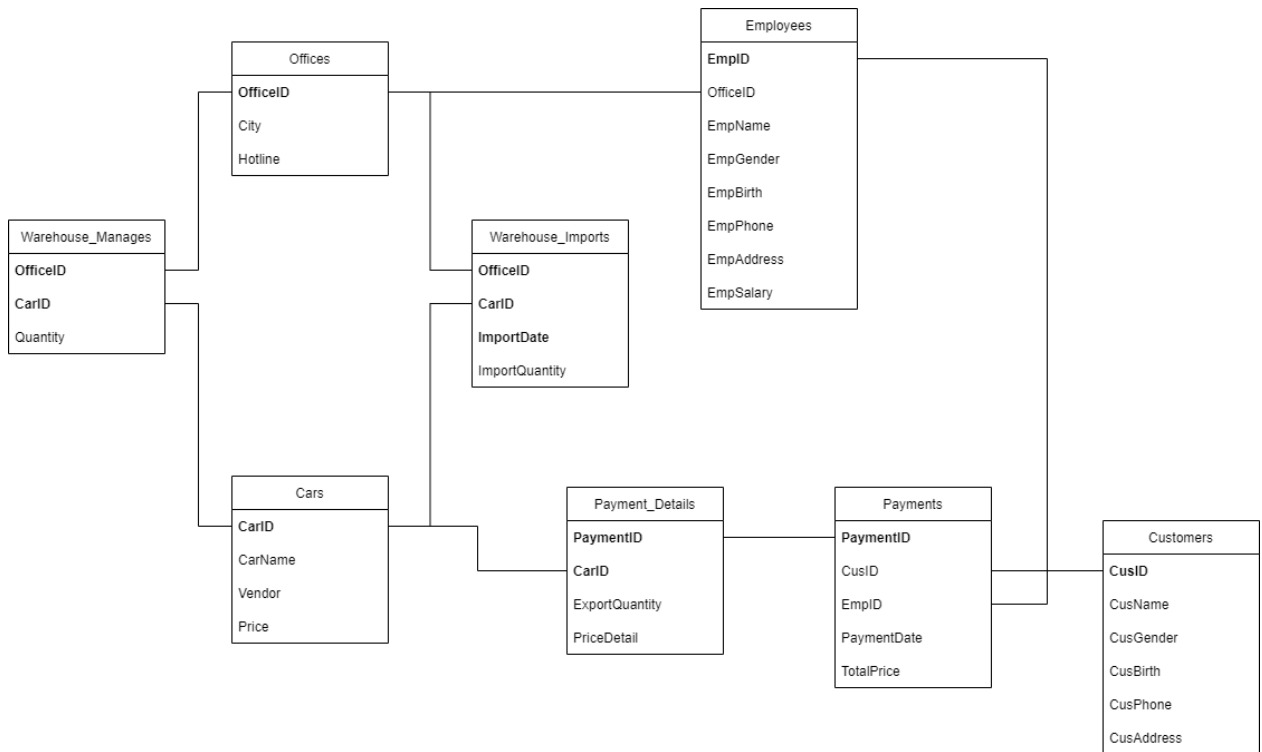 Employees
EmpID
OfficeID
EmpName
EmpGender
EmpBirth
EmpPhone
EmpAddress
EmpSalary
Offices
OfficeID
City
Hotline
Warehouse_Manages
OfficeID
CarID
Quantity
Warehouse_Imports
OfficeID
CarID
ImportDate
ImportQuantity
Cars
CarID
CarName
Vendor
Price
Payment_Details
PaymentID
CarID
ExportQuantity
PriceDetail
Payments
PaymentID
CusID
EmpID
PaymentDate
TotalPrice
Customers
CusID
CusName
CusGender
CusBirth
CusPhone
CusAddress